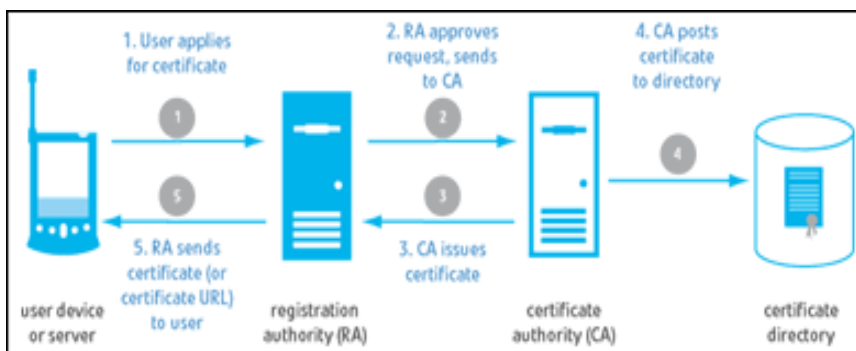 1. User applies
for certificate
2. RA approves
request, sends
to CA
4. CA posts
certificate
to directory
1
2
4
5
3
5. RA sends
certificate (or
certificate URL)
to user
3. CA issues
certificate
user device
or server
registration
authority (RA)
certificate
authority (CA)
certificate
directory